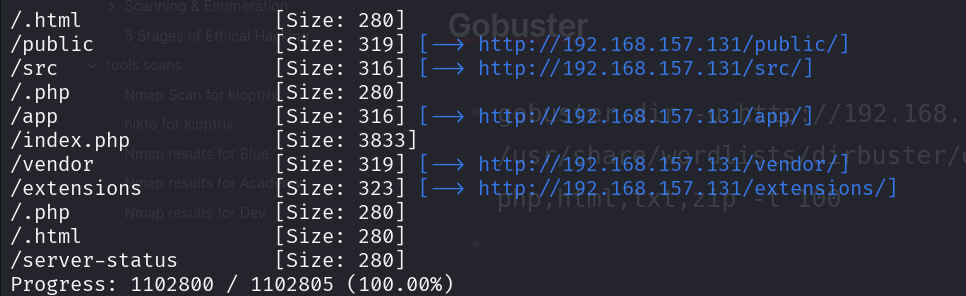 /.html [Size: 280]
/public [Size: 319] [--> http://192.168.157.131/public/]
/src [Size: 316] [--> http://192.168.157.131/src/]
/.php [Size: 280]
/app [Size: 316] [--> http://192.168.157.131/app/]
/index.php [Size: 3833]
/vendor [Size: 319] [--> http://192.168.157.131/vendor/]
/extensions [Size: 323] [--> http://192.168.157.131/extensions/]
/.php [Size: 280]
/.html [Size: 280]
/server-status [Size: 280]
Progress: 1102800 / 1102805 (100.00%)
Scanning & Enumeration
5 Stages of Ethical
tools scans
Nmap Scan for kioptrix
nikto for kioptrix
Nmap results for Blue
Nmap results for
Nmap results for Dev
Gobuster
gobuster dir -u http://192.168.
/usr/share/wordlists/dirbuster/
php,html,txt,zip -t 100